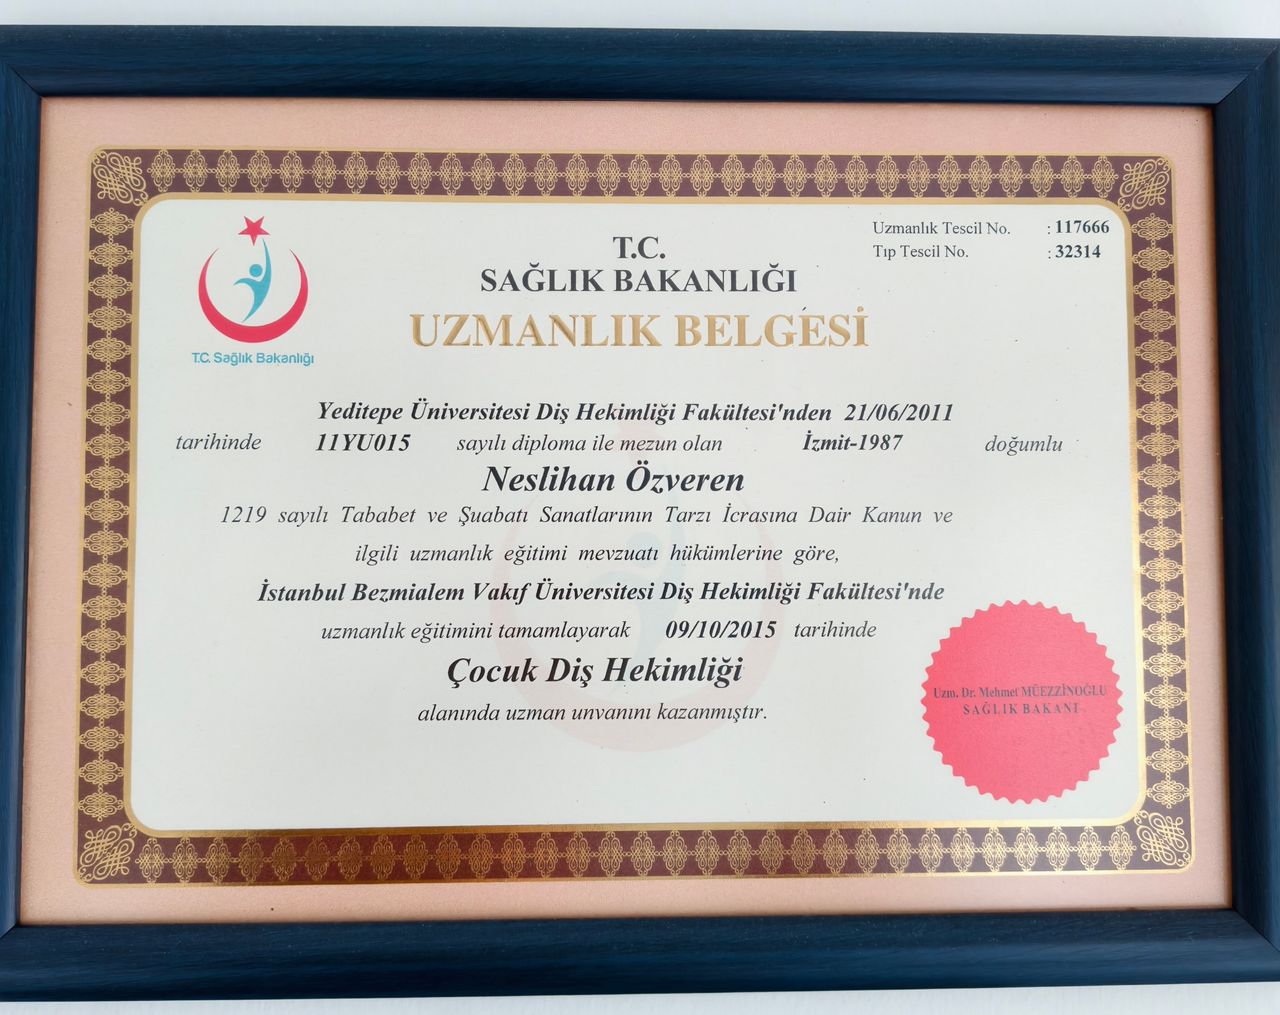 Uzmanlık Tescil No. : 117666
Tıp Tescil No. : 32314
T.C. Sağlık Bakanlığı
T.C.
SAĞLIK BAKANLIĞI
UZMANLIK BELGESİ
Yeditepe Üniversitesi Diş Hekimliği Fakültesi'nden 21/06/2011
tarihinde 11YU015 sayılı diploma ile mezun olan İzmit-1987 doğumlu
Neslihan Özveren
1219 sayılı Tababet ve Şuabatı Sanatlarının Tarzı İcrasına Dair Kanun ve
ilgili uzmanlık eğitimi mevzuatı hükümlerine göre,
İstanbul Bezmialem Vakıf Üniversitesi Diş Hekimliği Fakültesi'nde
uzmanlık eğitimini tamamlayarak 09/10/2015 tarihinde
Çocuk Diş Hekimliği
alanında uzman unvanını kazanmıştır.
Uzm. Dr. Mehmet MÜEZZİNOĞLU
SAĞLIK BAKANI